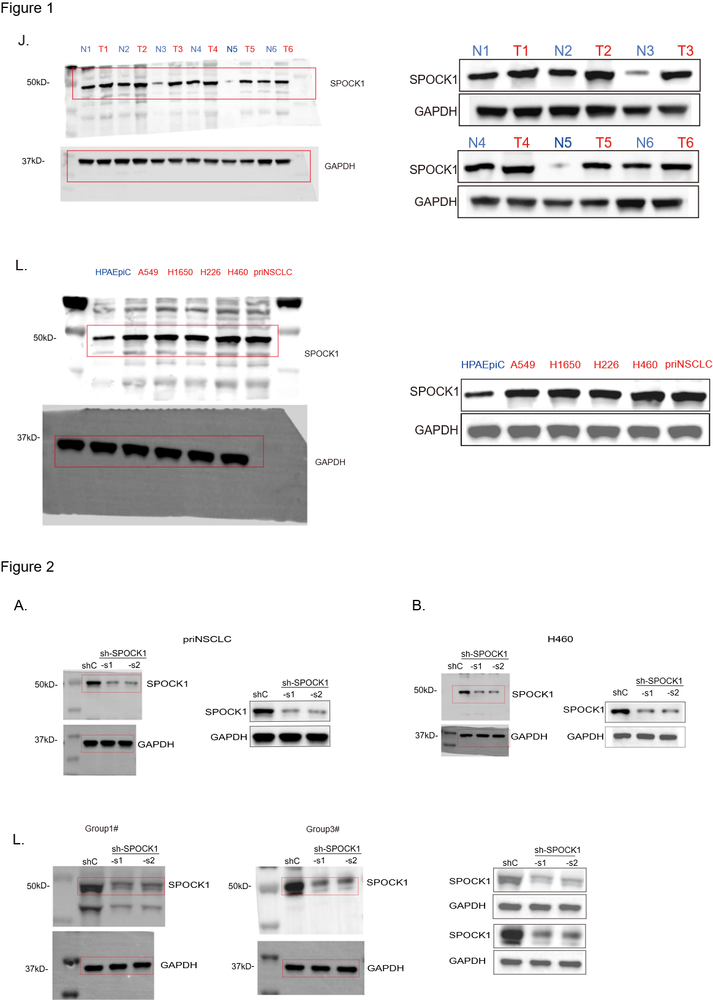 Figure 1
J.
N1 T1 N2 T2 N3 T3 N4 T4 N5 T5 N6 T6
50kD-
SPOCK1
37kD-
GAPDH
N1 T1 N2 T2 N3 T3
SPOCK1
GAPDH
N4 T4 N5 T5 N6 T6
SPOCK1
GAPDH
L.
HPAEpiC A549 H1650 H226 H460 priNSCLC
50kD-
SPOCK1
37kD-
GAPDH
HPAEpiC A549 H1650 H226 H460 priNSCLC
SPOCK1
GAPDH
Figure 2
A.
priNSCLC
sh-SPOCK1
shC -s1 -s2
50kD-
SPOCK1
37kD-
GAPDH
sh-SPOCK1
shC -s1 -s2
SPOCK1
GAPDH
B.
H460
sh-SPOCK1
shC -s1 -s2
50kD-
SPOCK1
37kD-
GAPDH
sh-SPOCK1
shC -s1 -s2
SPOCK1
GAPDH
L.
Group1#
sh-SPOCK1
shC -s1 -s2
50kD-
SPOCK1
37kD-
GAPDH
Group3#
sh-SPOCK1
shC -s1 -s2
50kD-
SPOCK1
37kD-
GAPDH
sh-SPOCK1
shC -s1 -s2
SPOCK1
GAPDH
SPOCK1
GAPDH